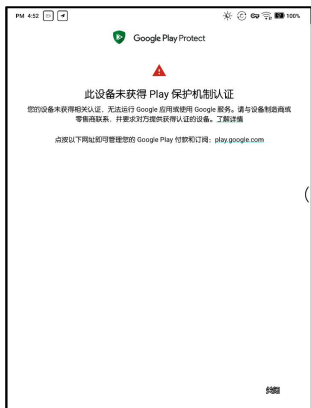 PM 4:52 100%
Google Play Protect
此设备未获得 Play 保护机制认证
您的设备未获得相关认证，无法运行 Google 应用或使用 Google 服务。请与设备制造商或
零售商联系，并要求对方提供获得认证的设备。了解详情
点按以下网址即可管理您的 Google Play 付款和订阅：play.google.com
关闭